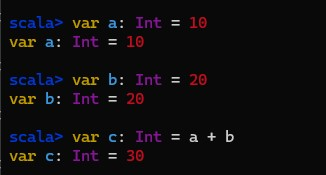 scala> var a: Int = 10
var a: Int = 10
scala> var b: Int = 20
var b: Int = 20
scala> var c: Int = a + b
var c: Int = 30